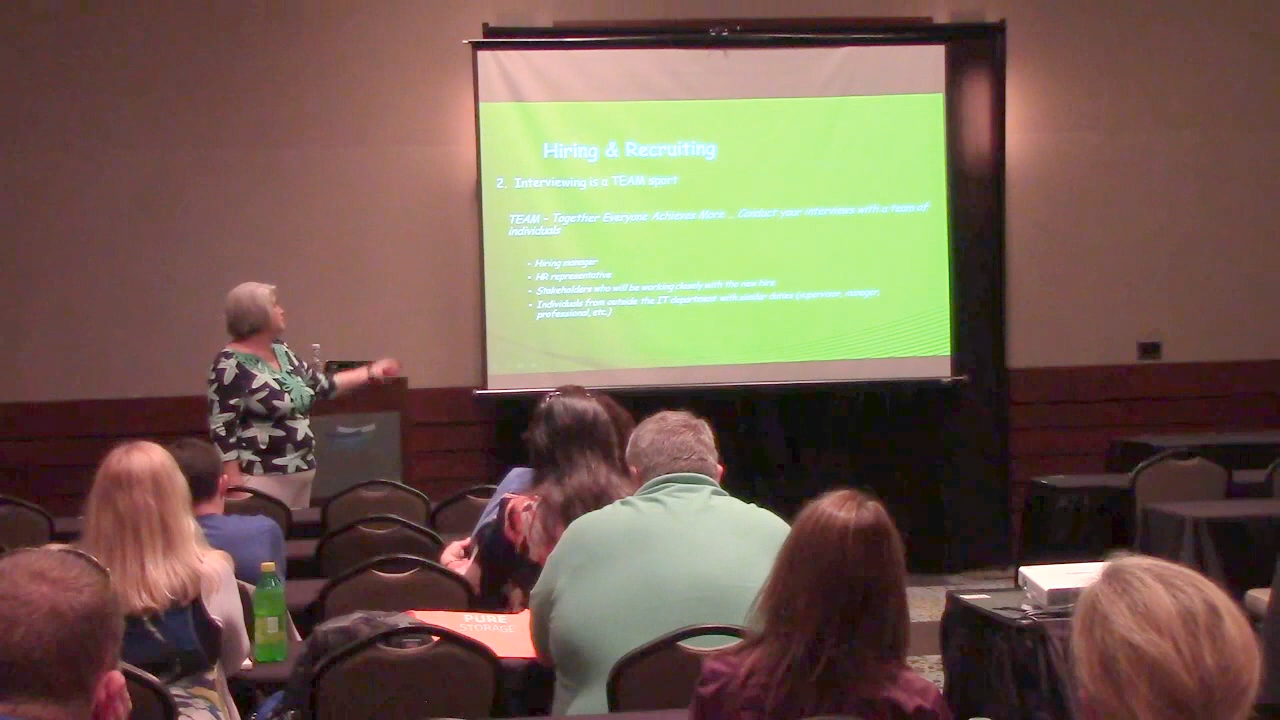 Hiring & Recruiting
2. Interviewing is a TEAM sport
TEAM – Together Everyone Achieves More... Conduct your interviews with a team of
individuals
• Hiring manager
• HR representative
• Stakeholders who will be working closely with the new hire
• Individuals from outside the IT department with similar duties (supervisor, manager,
professional, etc.)
PURE
STORAGE